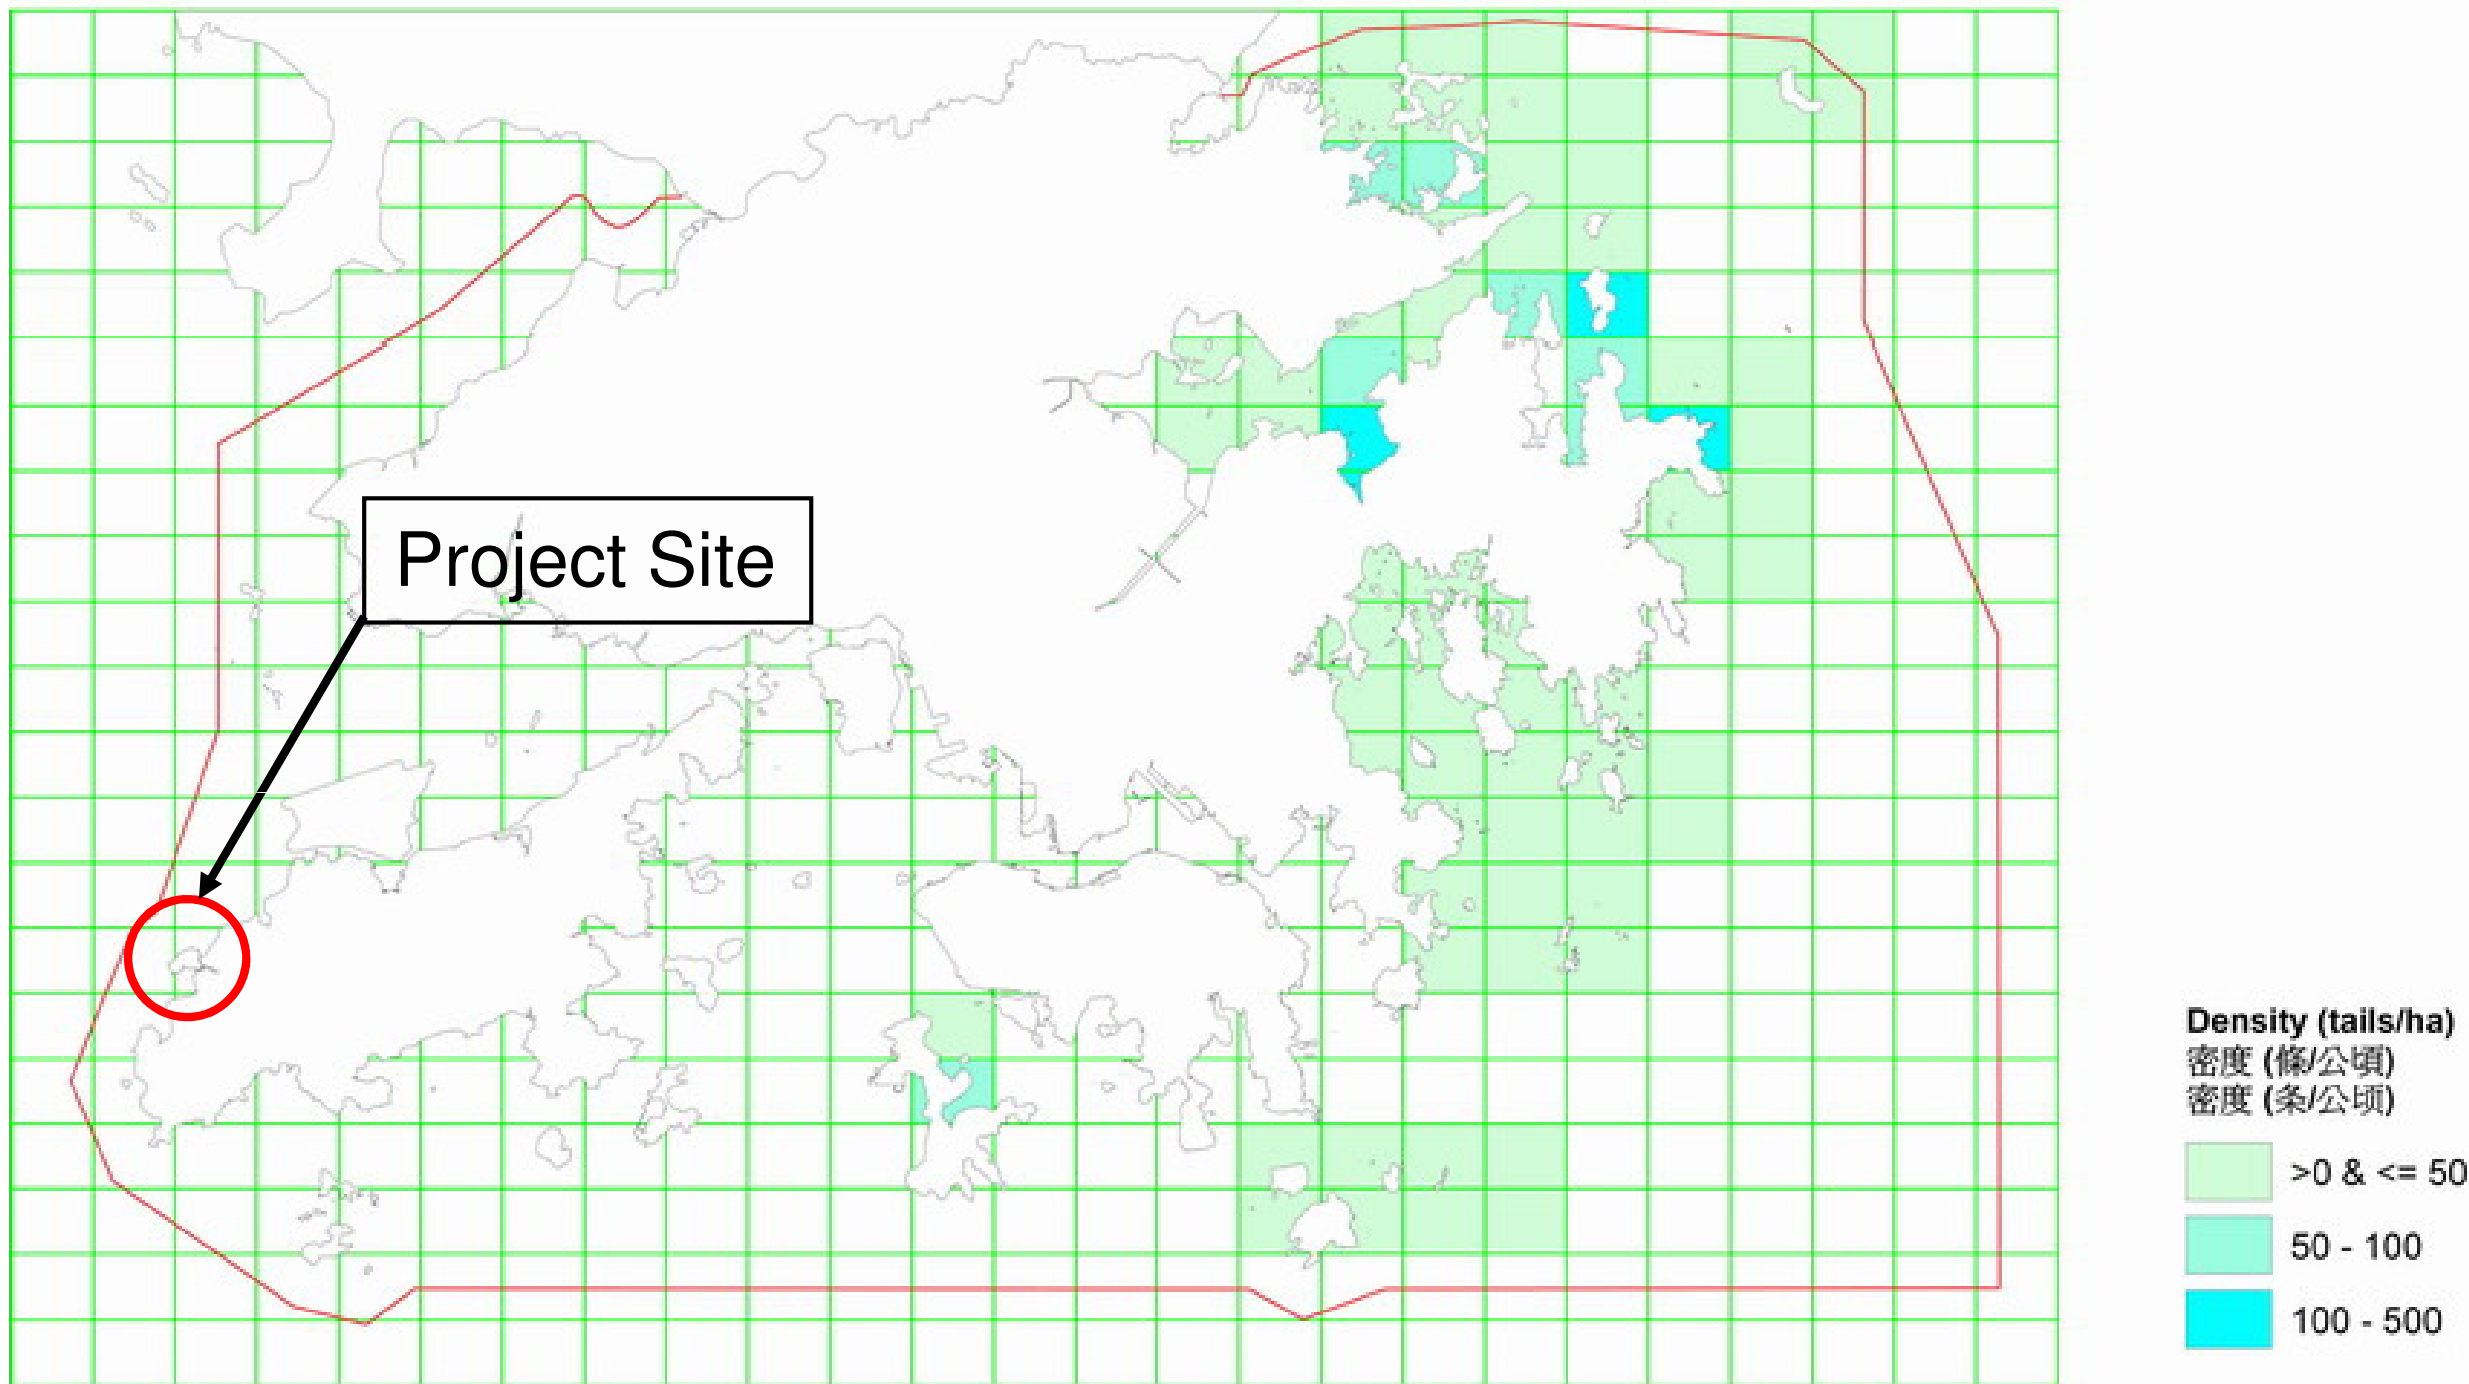 Project Site
Density (tails/ha)
密度 (條/公頃)
密度 (条/公顷)
>0 & <= 50
50 - 100
100 - 500